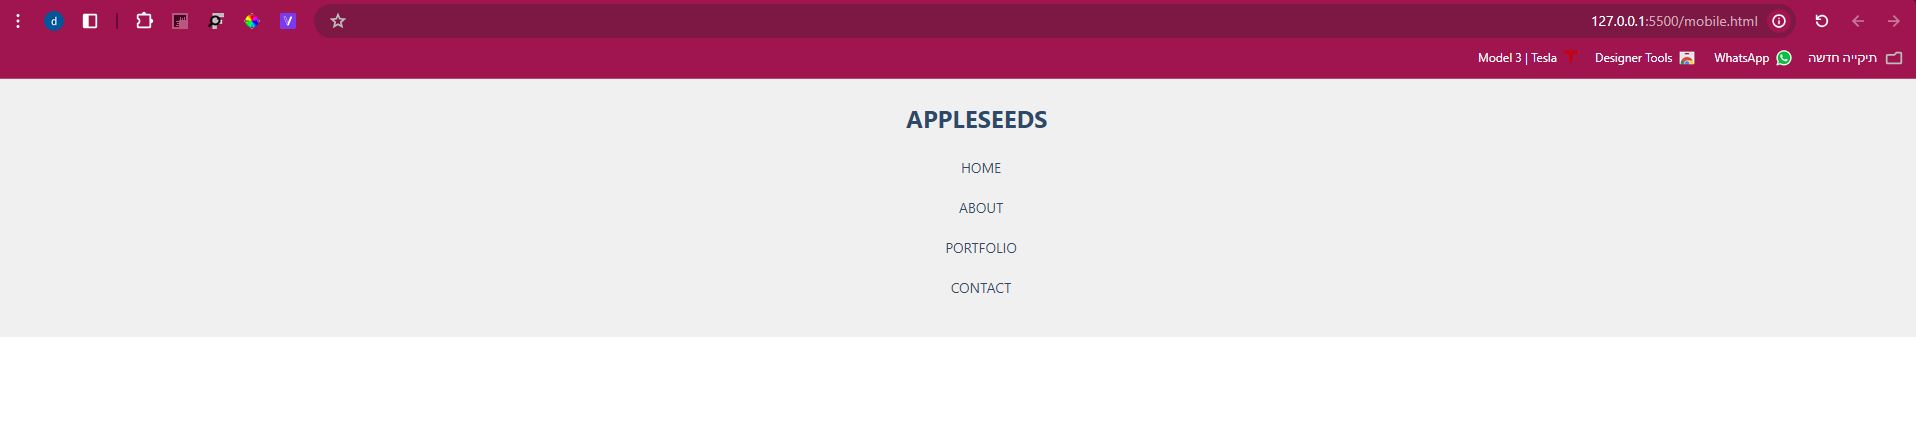 d
127.0.0.1:5500/mobile.html
תיקייה חדשה
WhatsApp
Designer Tools
Model 3 | Tesla
APPLESEEDS
HOME
ABOUT
PORTFOLIO
CONTACT